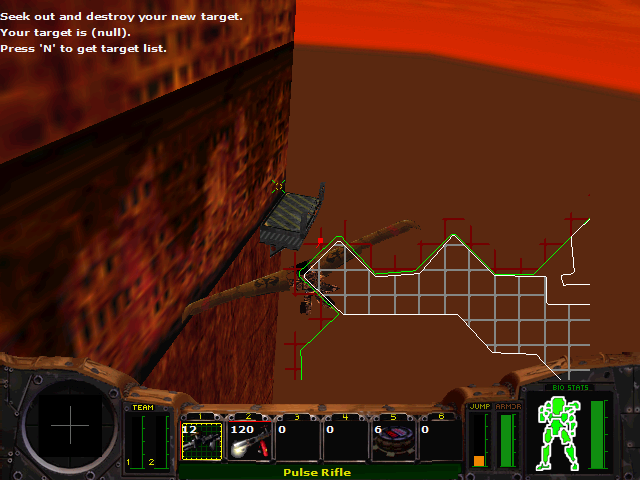 Seek out and destroy your new target.
Your target is (null).
Press 'N' to get target list.
TEAM
1 2
1 2 3 4 5 6
12 120 0 0 6 0
JUMP ARMOR
BIO STATS
Pulse Rifle